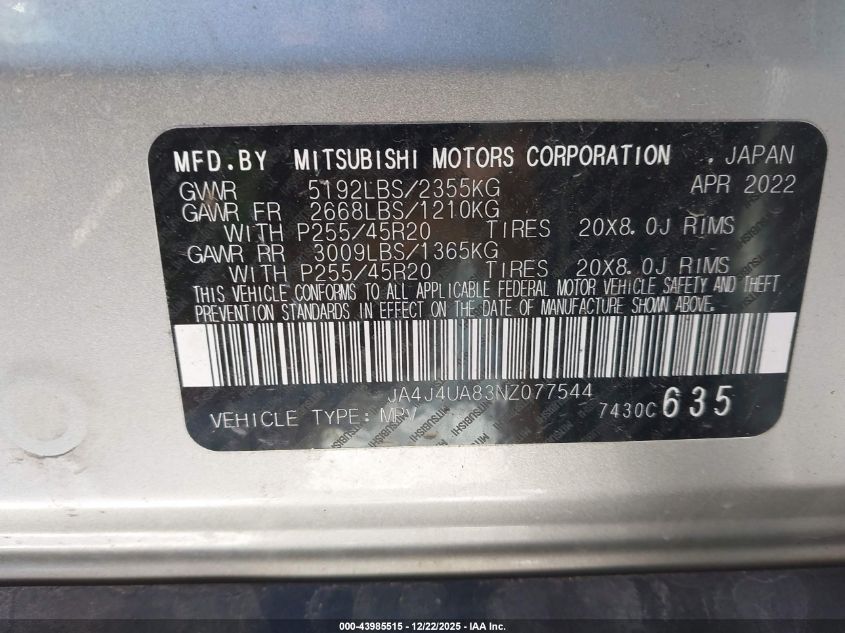 MFD.BY MITSUBISHI MOTORS CORPORATION . JAPAN
GVWR 5192LBS/2355KG APR 2022
GAWR FR 2668LBS/1210KG
WITH P255/45R20 TIRES 20X8.0J RIMS
GAWR RR 3009LBS/1365KG
WITH P255/45R20 TIRES 20X8.0J RIMS
THIS VEHICLE CONFORMS TO ALL APPLICABLE FEDERAL MOTOR VEHICLE SAFETY AND THEFT
PREVENTION STANDARDS IN EFFECT ON THE DATE OF MANUFACTURE SHOWN ABOVE.
JA4J4UA83NZ077544
VEHICLE TYPE: MPV 7430C 635
000-43985515 - 12/22/2025 - IAA Inc.